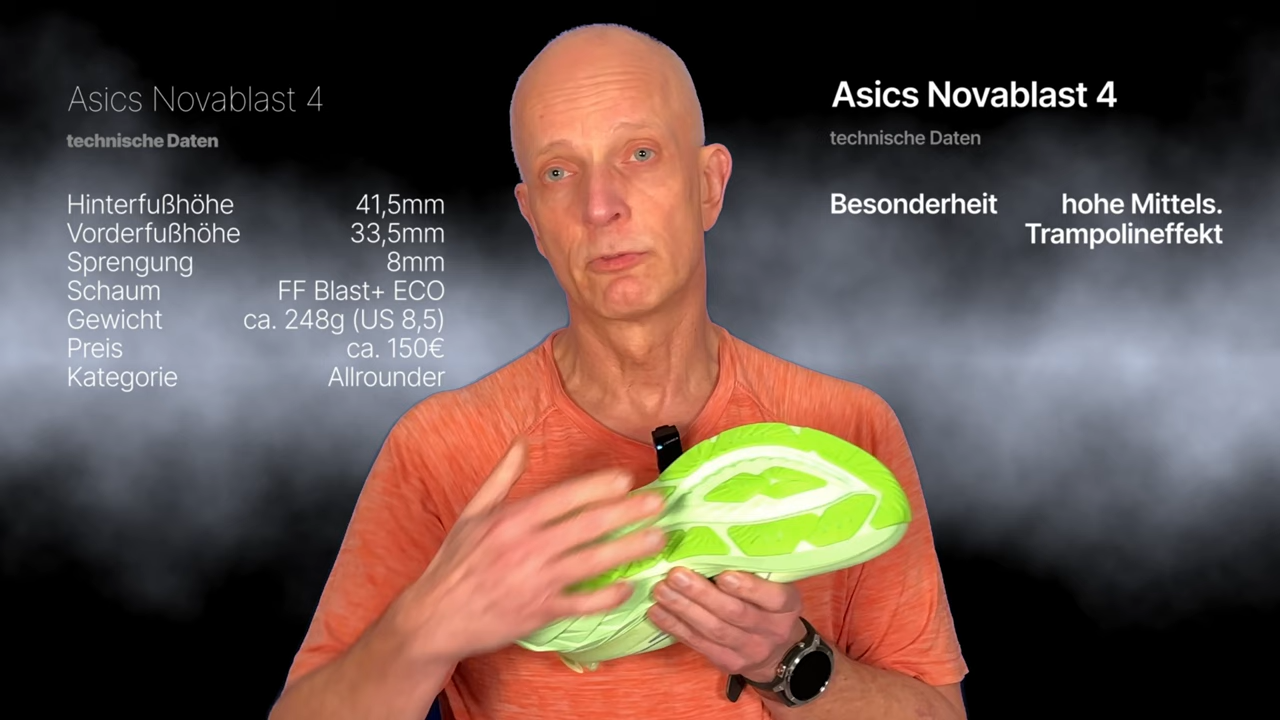 Asics Novablast 4
technische Daten
Hinterfußhöhe 41,5mm
Vorderfußhöhe 33,5mm
Sprengung 8mm
Schaum FF Blast+ ECO
Gewicht ca. 248g (US 8,5)
Preis ca. 150€
Kategorie Allrounder
Asics Novablast 4
technische Daten
Besonderheit hohe Mittels.
Trampolineffekt